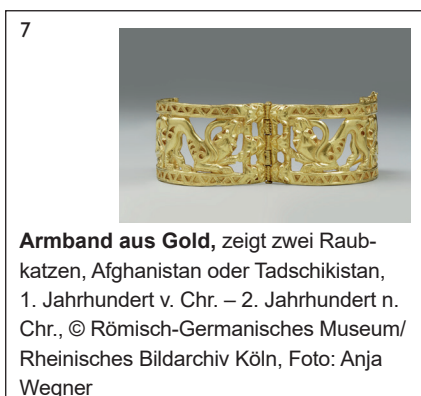 7
Armband aus Gold, zeigt zwei Raub-
katzen, Afghanistan oder Tadschikistan,
1. Jahrhundert v. Chr. – 2. Jahrhundert n.
Chr., © Römisch-Germanisches Museum/
Rheinisches Bildarchiv Köln, Foto: Anja
Wegner